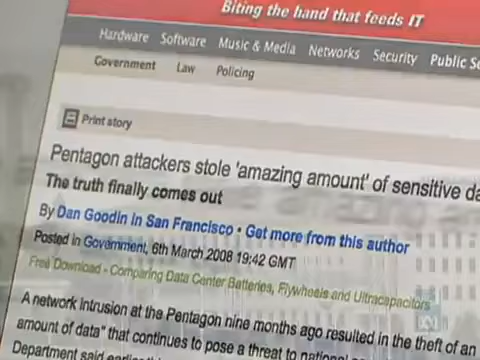 Biting the hand that feeds IT
Hardware Software Music & Media Networks Security Public
Government Law Policing
Print story
Pentagon attackers stole 'amazing amount' of sensitive
The truth finally comes out
By Dan Goodin in San Francisco • Get more from this author
Posted in Government, 6th March 2008 19:42 GMT
Free Download - Comparing Data Center Batteries, Flywheels and Ultracapacitors
A network intrusion at the Pentagon nine months ago resulted in the theft of an
amount of data" that continues to pose a threat to
Department said